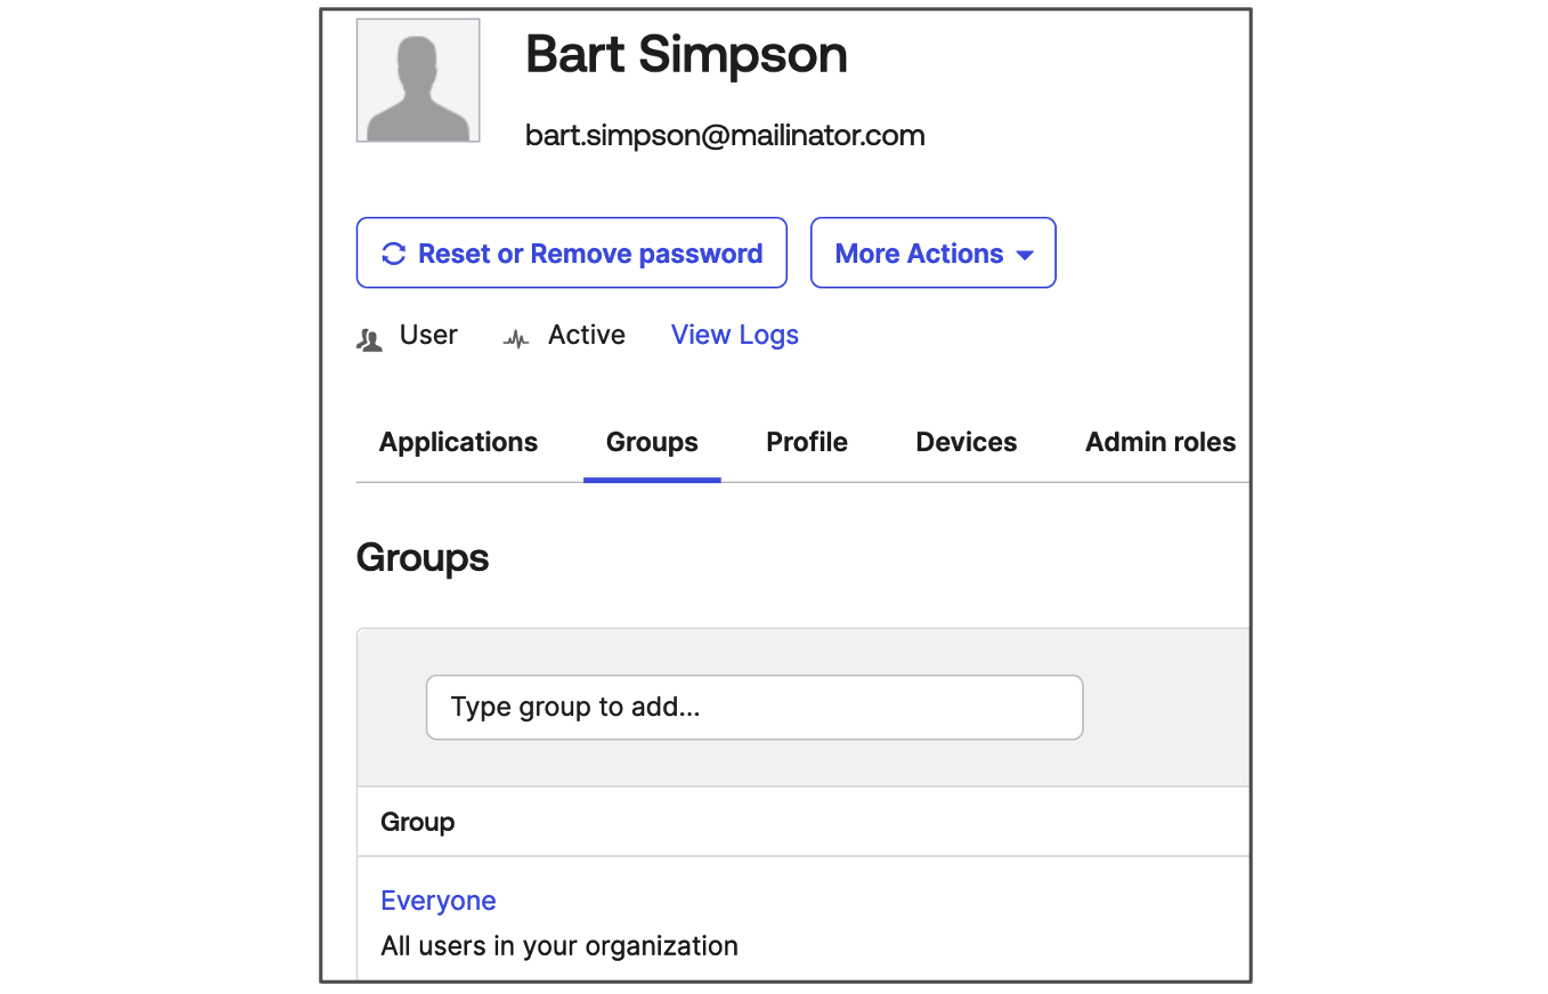 Bart Simpson
bart.simpson@mailinator.com
Reset or Remove password
More Actions
User
Active
View Logs
Applications
Groups
Profile
Devices
Admin roles
Groups
Type group to add...
Group
Everyone
All users in your organization